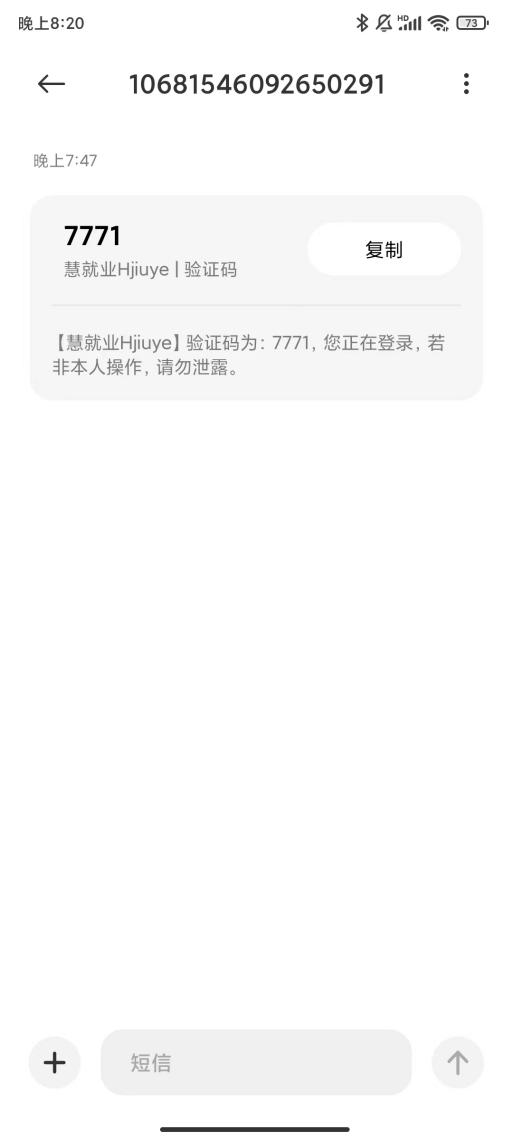 晚上8:20
HD
73
10681546092650291
晚上7:47
7771
复制
慧就业Hjiuye | 验证码
【慧就业Hjiuye】验证码为：7771，您正在登录，若
非本人操作，请勿泄露。
短信